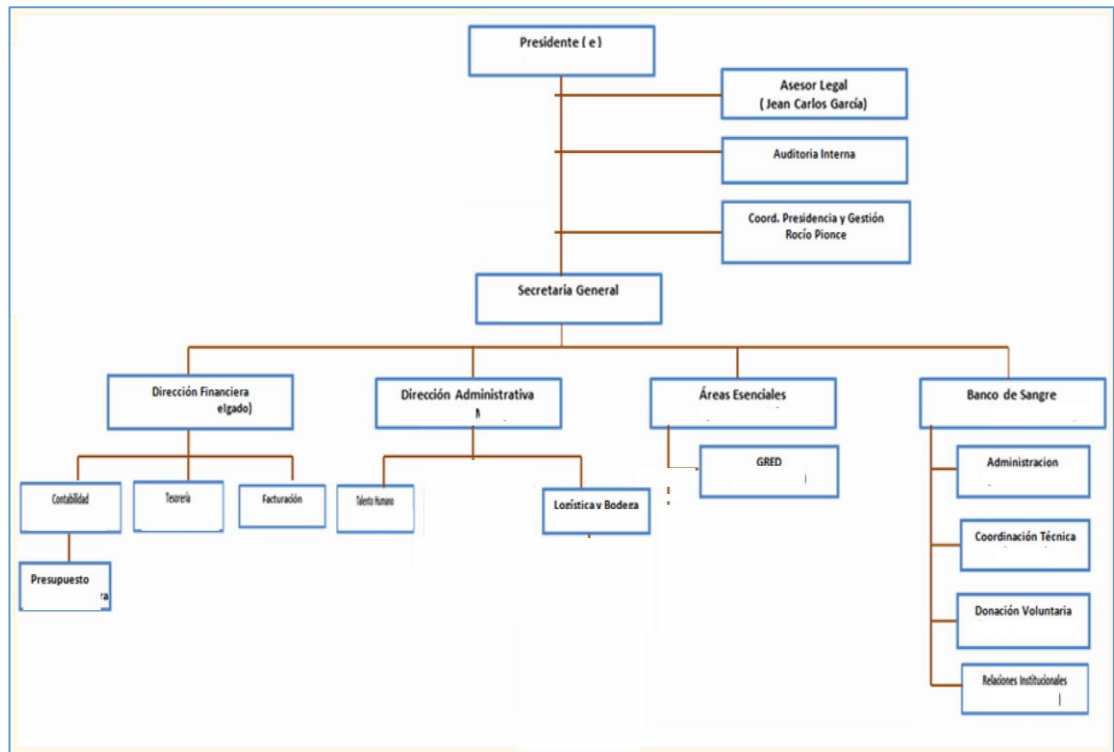 Presidente ( e )
Asesor Legal
( Jean Carlos García)
Auditoria Interna
Coord. Presidencia y Gestión
Rocío Pionce
Secretaria General
Dirección Financiera
elgado)
Dirección Administrativa
Áreas Esenciales
Banco de Sangre
GRED
Administracion
Contabilidad
Tesorería
Facturación
Talento Humano
Logística y Bodega
Coordinación Técnica
Presupuesto
ra
Donación Voluntaria
Relaciones Institucionales
)